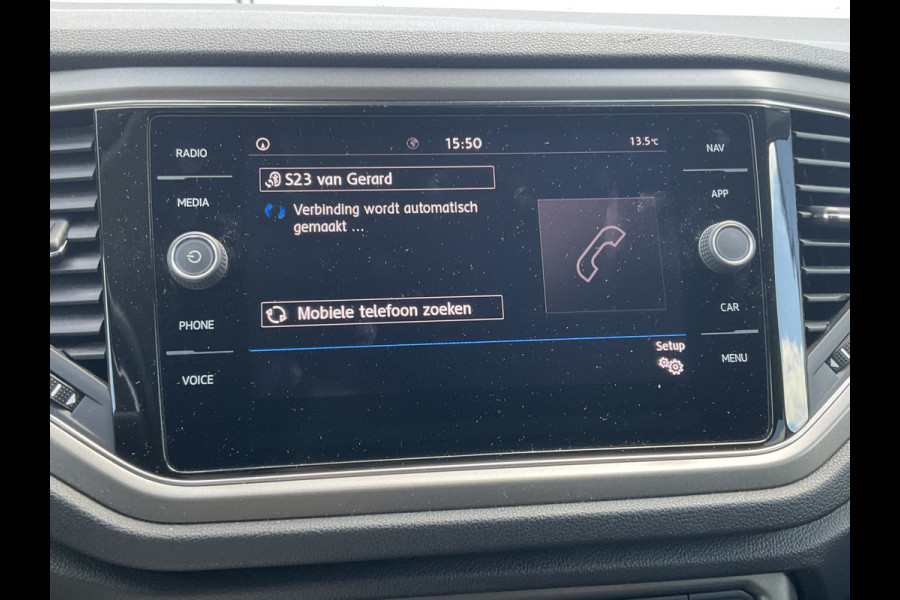 RADIO
MEDIA
PHONE
VOICE
15:50
13.5°C
S23 van Gerard
Verbinding wordt automatisch
gemaakt ...
Mobiele telefoon zoeken
Setup
NAV
APP
CAR
MENU